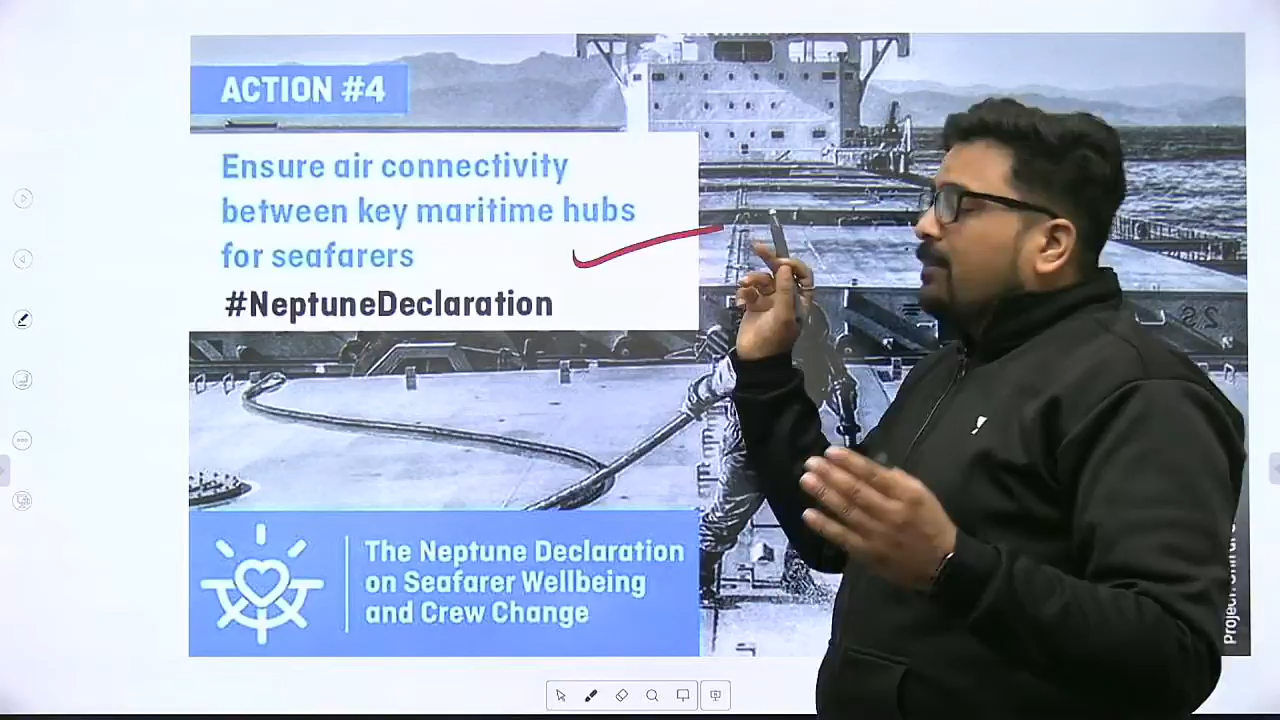 ACTION #4
Ensure air connectivity
between key maritime hubs
for seafarers
#NeptuneDeclaration
The Neptune Declaration
on Seafarer Wellbeing
and Crew Change